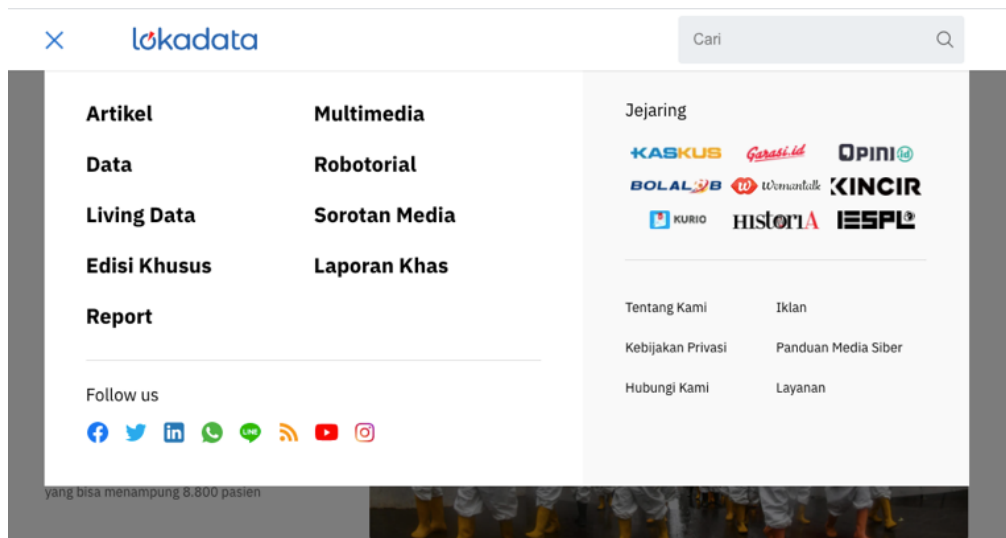 lokadata
Cari
Artikel
Multimedia
Data
Robotorial
Living Data
Sorotan Media
Edisi Khusus
Laporan Khas
Report
Follow us
LINE
Jejaring
KASKUS Garasi.id OPINI id
BOLALOB Womantalk KINCIR
KURIO HISTORIA IESPL
Tentang Kami
Iklan
Kebijakan Privasi
Panduan Media Siber
Hubungi Kami
Layanan
yang bisa menampung 8.800 pasien